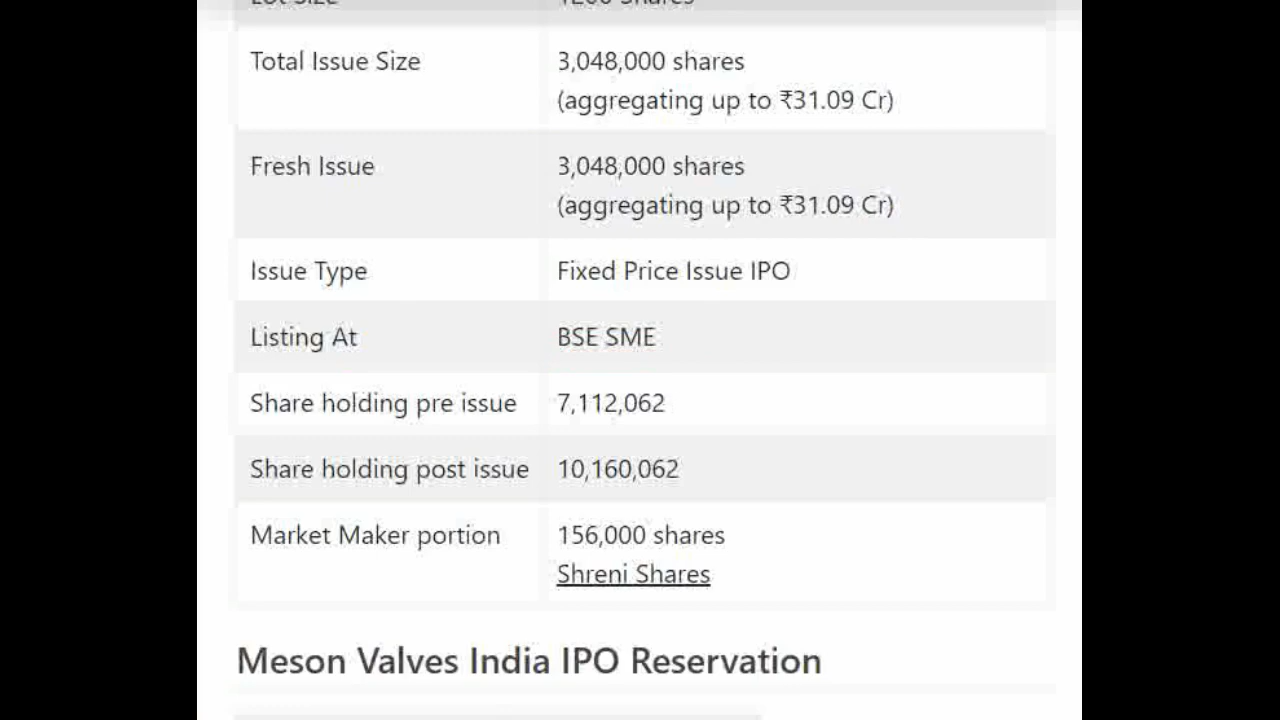 Total Issue Size
3,048,000 shares
(aggregating up to ₹31.09 Cr)
Fresh Issue
3,048,000 shares
(aggregating up to ₹31.09 Cr)
Issue Type
Fixed Price Issue IPO
Listing At
BSE SME
Share holding pre issue
7,112,062
Share holding post issue
10,160,062
Market Maker portion
156,000 shares
Shreni Shares
Meson Valves India IPO Reservation